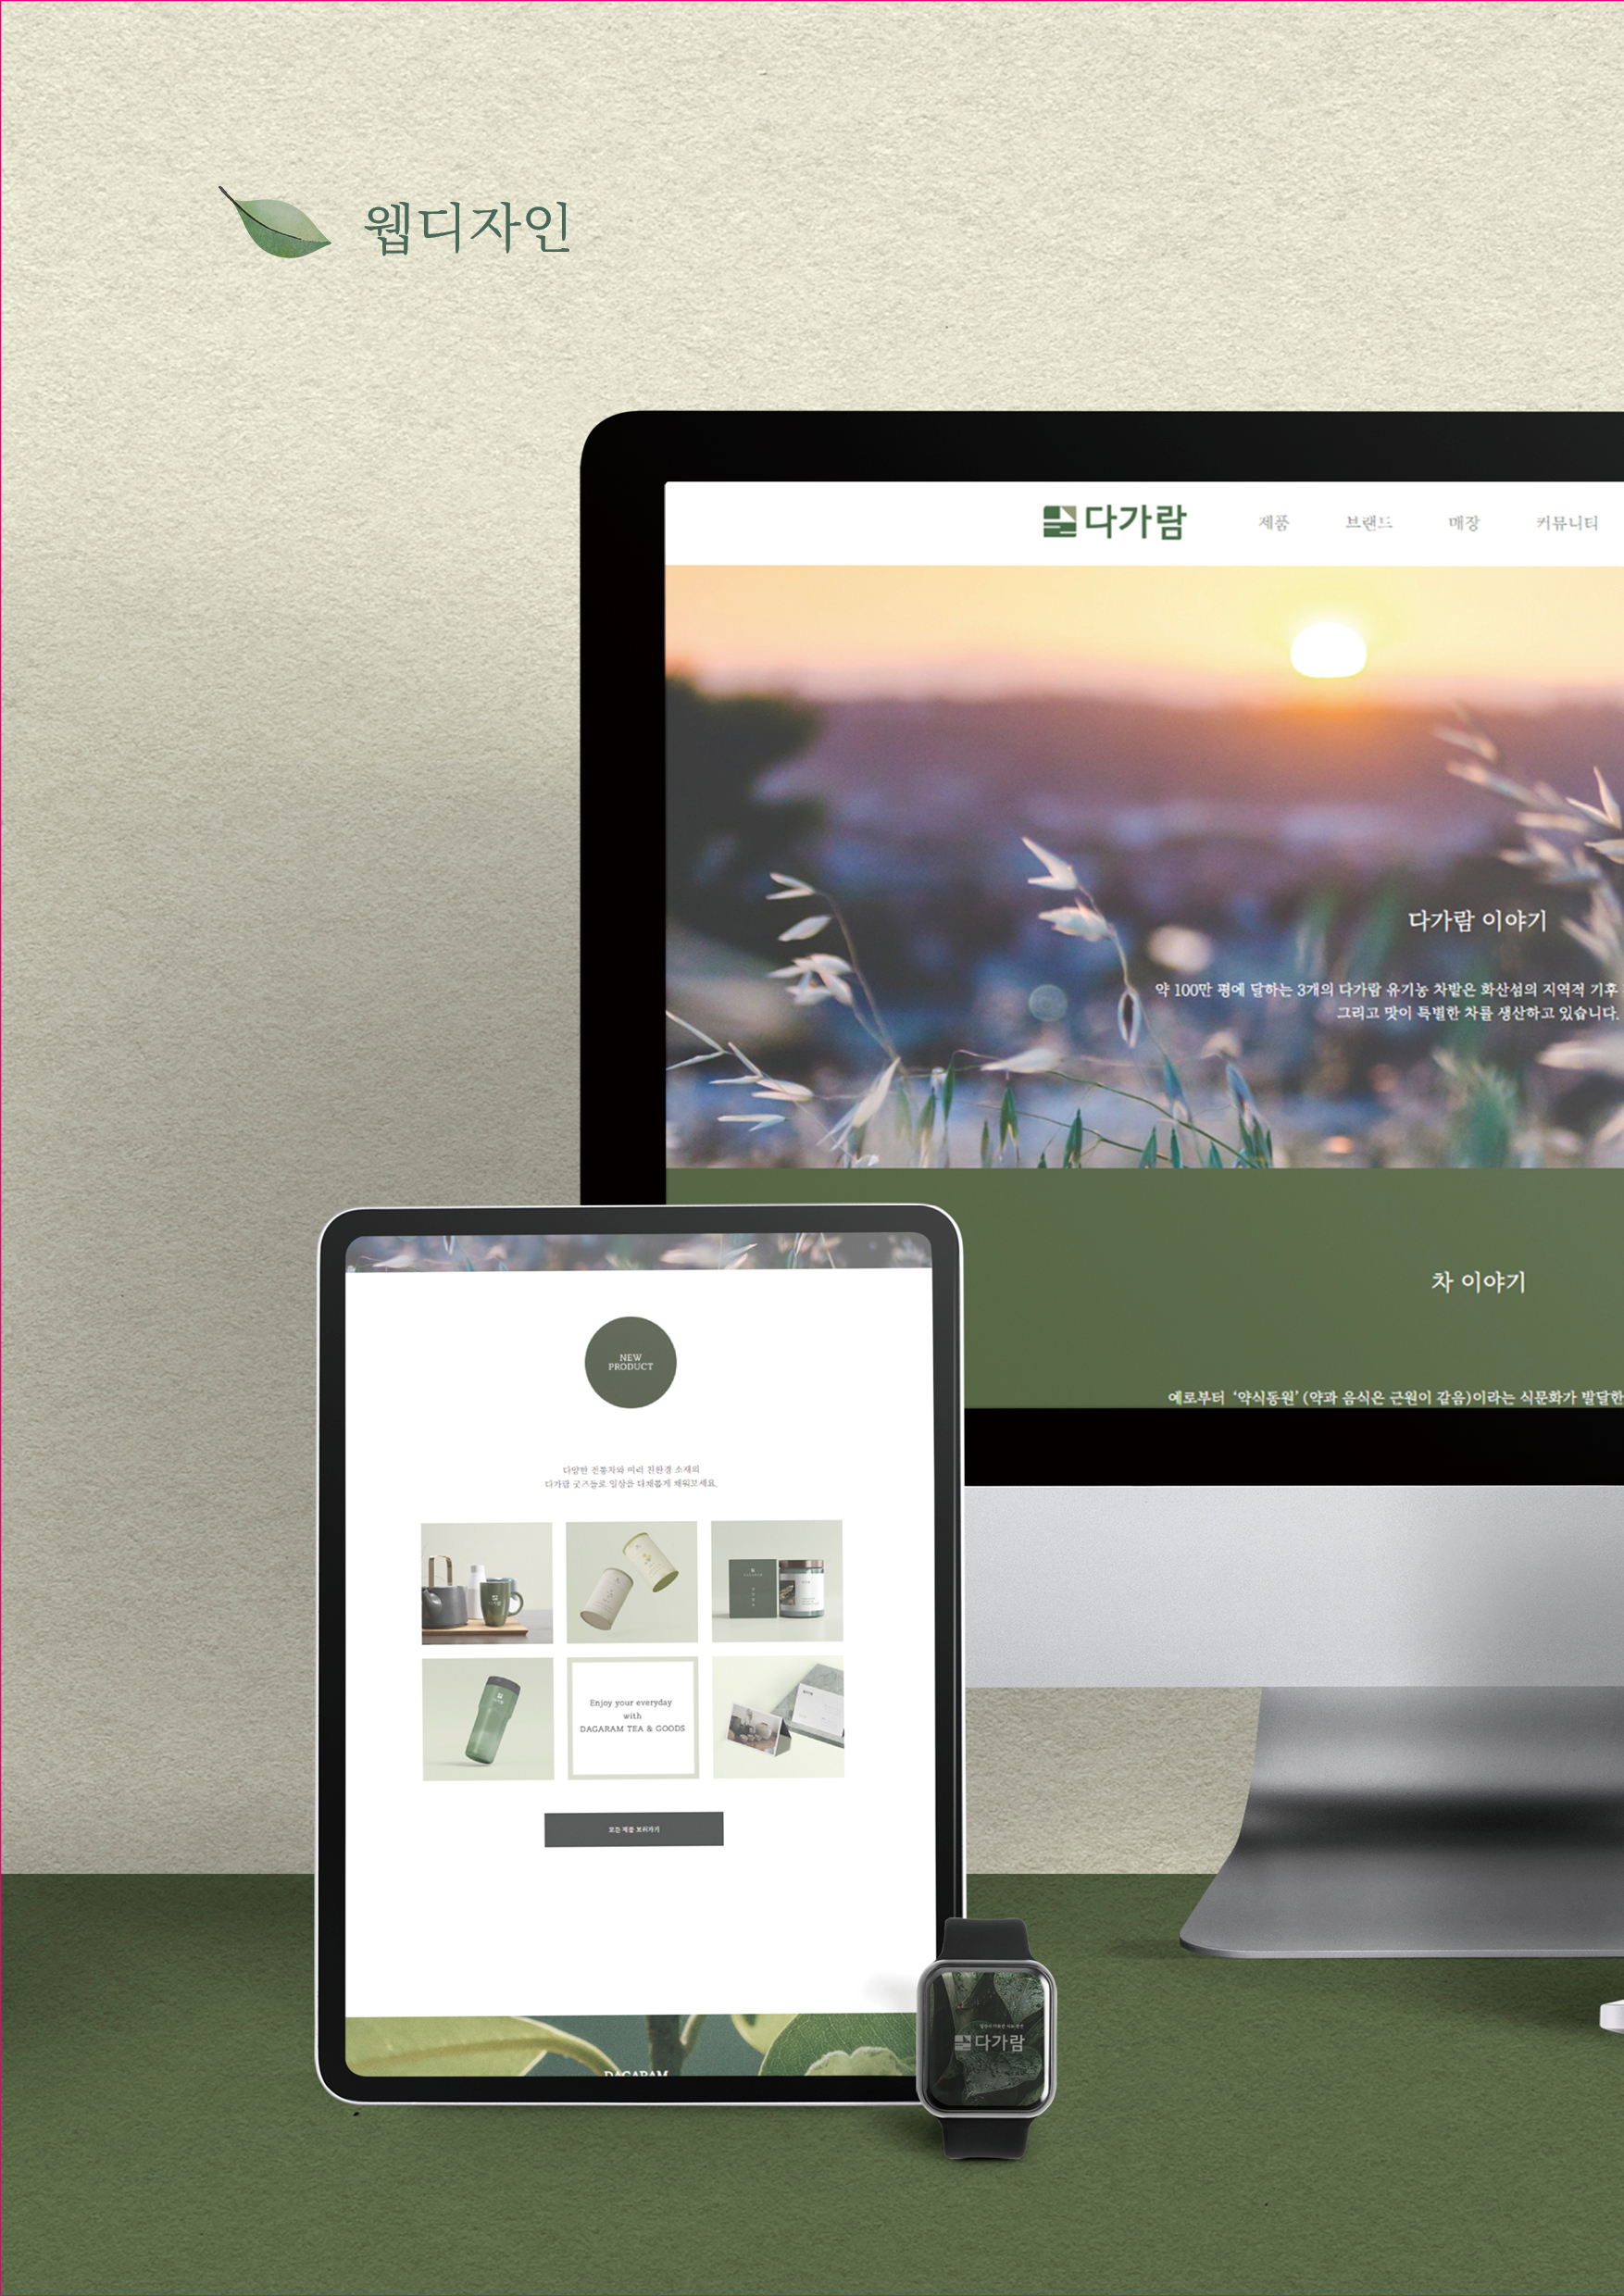 웹디자인
다가람 제품 브랜드 매장 커뮤니티
다가람 이야기
약 100만 평에 달하는 3개의 다가람 유기농 차밭은 화산섬의 지역적 기후
그리고 맛이 특별한 차를 생산하고 있습니다.
차 이야기
예로부터 ‘약식동원’ (약과 음식은 근원이 같음)이라는 식문화가 발달한
NEW
PRODUCT
다양한 전통차와 여러 친환경 소재의
다가람 굿즈들로 일상을 다채롭게 채워보세요.
Enjoy your everyday
with
DAGARAM TEA & GOODS
모든 제품 보러가기
DAGARAM
다가람